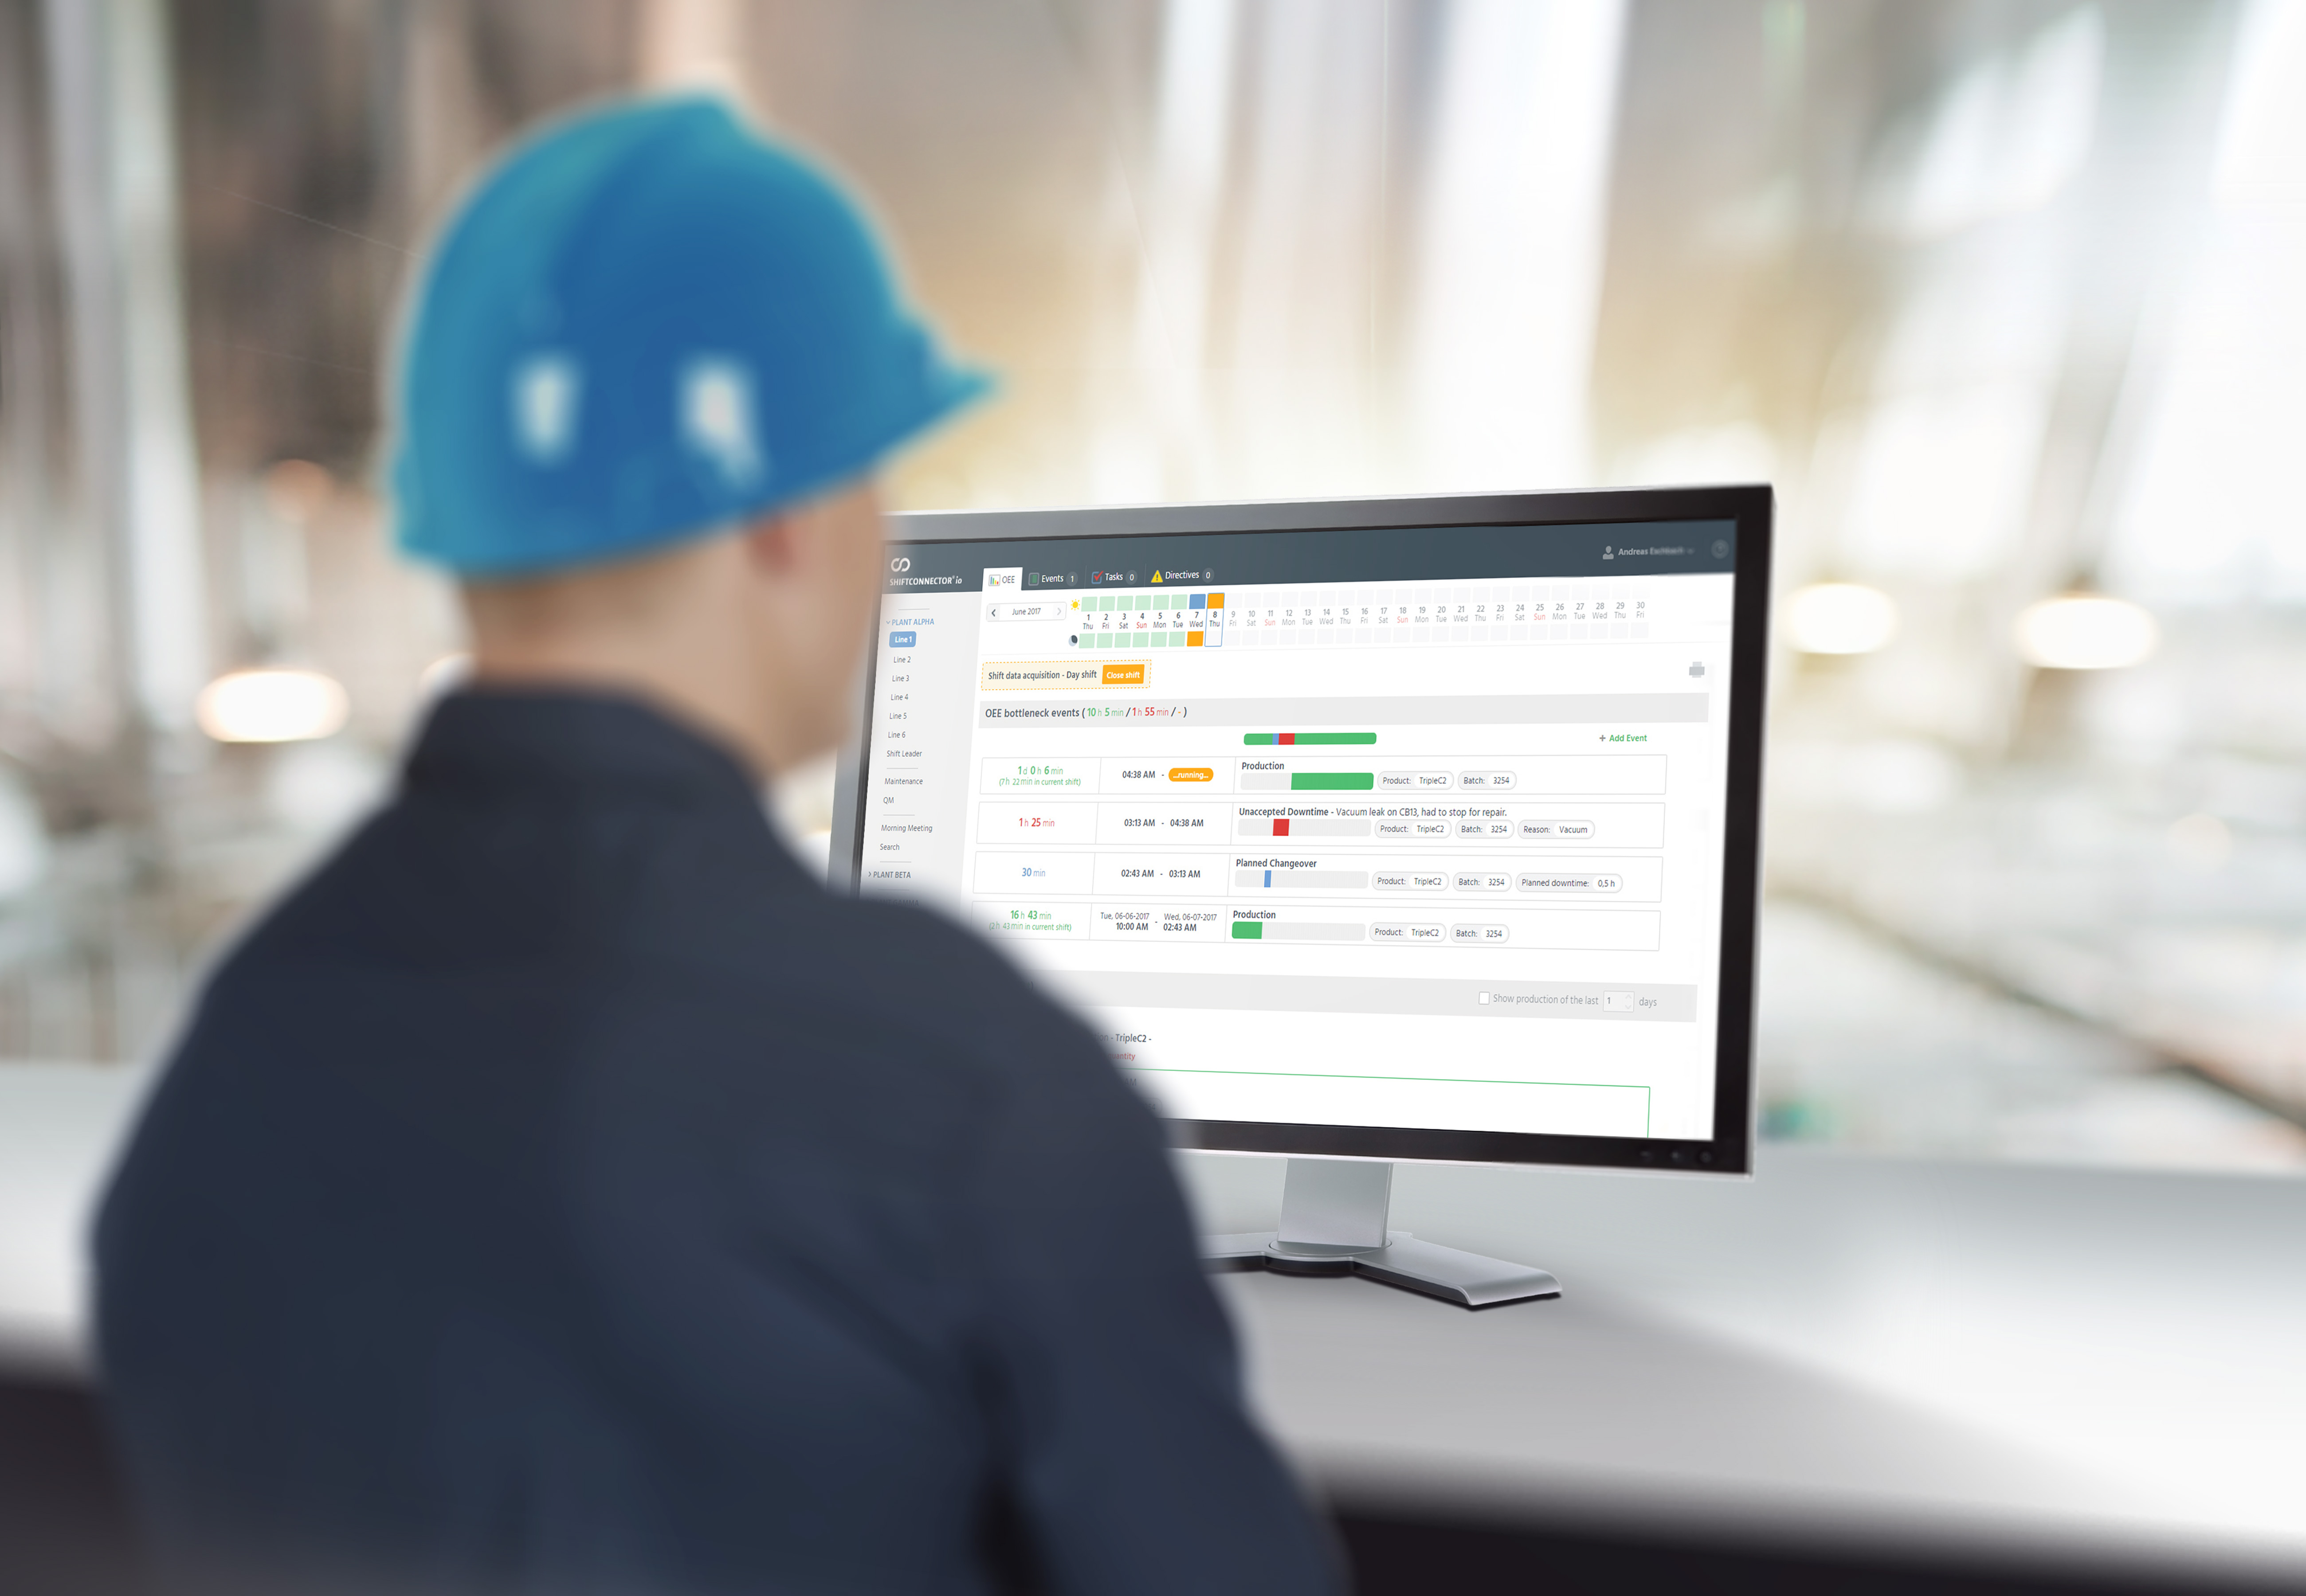 SHIFTCONNECTOR® io
OEE
Events 1
Tasks 0
Directives 0
Andreas
June 2017
1 2 3 4 5 6 7 8 9 10 11 12 13 14 15 16 17 18 19 20 21 22 23 24 25 26 27 28 29 30
Thu Fri Sat Sun Mon Tue Wed Thu Fri Sat Sun Mon Tue Wed Thu Fri Sat Sun Mon Tue Wed Thu Fri Sat Sun Mon Tue Wed Thu Fri
PLANT ALPHA
Line 1
Line 2
Line 3
Line 4
Line 5
Line 6
Shift Leader
Maintenance
QM
Morning Meeting
Search
PLANT BETA
Shift data acquisition - Day shift Close shift
OEE bottleneck events ( 10 h 5 min / 1 h 55 min / - )
+ Add Event
1 d 0 h 6 min
(7 h 22 min in current shift)
04:38 AM - ...running...
Production
Product: TripleC2 Batch: 3254
1 h 25 min
03:13 AM - 04:38 AM
Unaccepted Downtime - Vacuum leak on CB13, had to stop for repair.
Product: TripleC2 Batch: 3254 Reason: Vacuum
30 min
02:43 AM - 03:13 AM
Planned Changeover
Product: TripleC2 Batch: 3254 Planned downtime: 0,5 h
16 h 43 min
(2 h 43 min in current shift)
Tue, 06-06-2017 - Wed, 06-07-2017
10:00 AM 02:43 AM
Production
Product: TripleC2 Batch: 3254
Show production of the last 1 days
- TripleC2 -